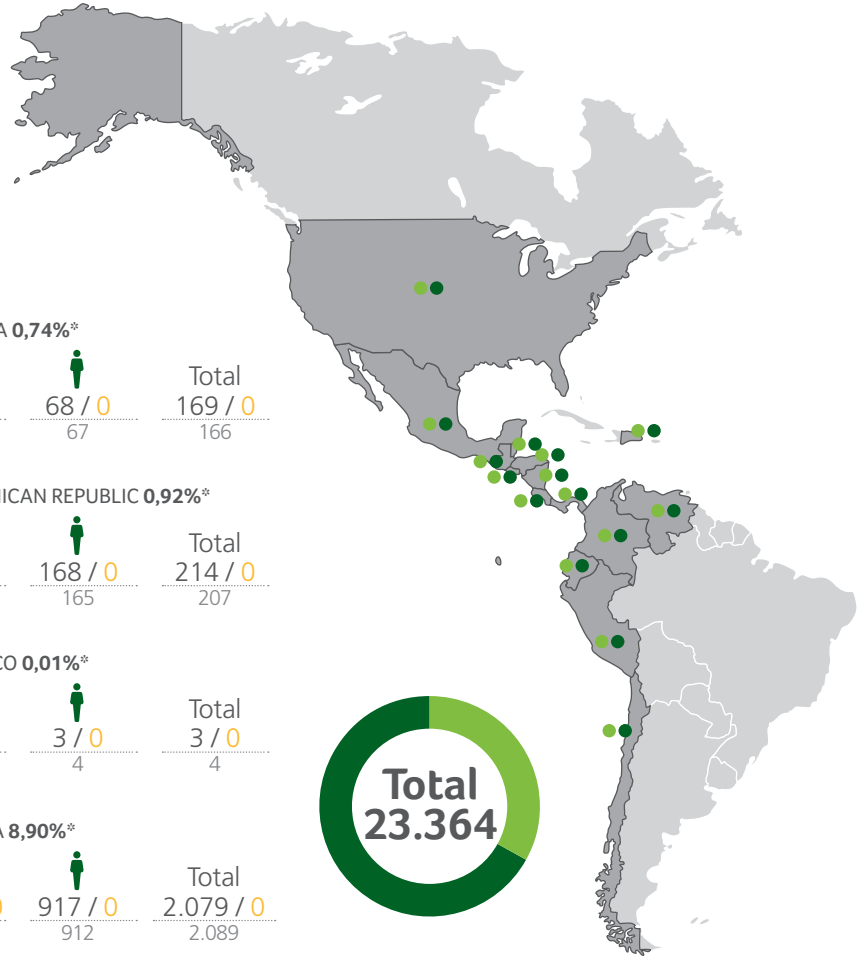 A 0,74%*
Total
68 / 0
169 / 0
67
166
ICAN REPUBLIC 0,92%*
Total
168 / 0
214 / 0
165
207
CO 0,01%*
Total
3 / 0
3 / 0
4
4
A 8,90%*
Total
0
917 / 0
2.079 / 0
912
2.089
Total
23.364